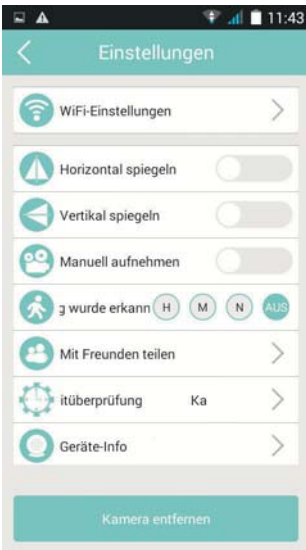 11:43
Einstellungen
WiFi-Einstellungen
Horizontal spiegeln
Vertikal spiegeln
Manuell aufnehmen
g wurde erkann H M N AUS
Mit Freunden teilen
itüberprüfung Ka
Geräte-Info
Kamera entfernen